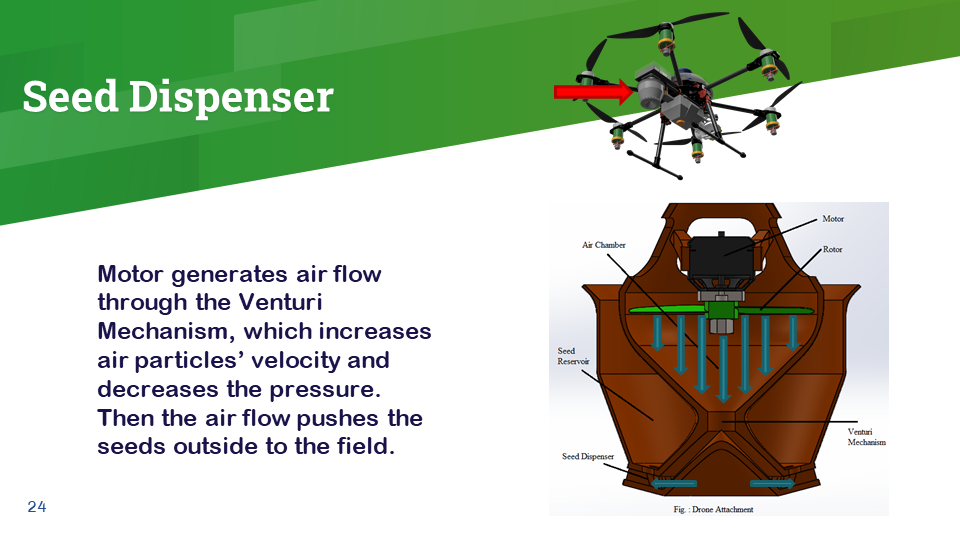 Seed Dispenser
Motor generates air flow
through the Venturi
Mechanism, which increases
air particles’ velocity and
decreases the pressure.
Then the air flow pushes the
seeds outside to the field.
Motor
Air Chamber
Rotor
Seed
Reservoir
Venturi
Mechanism
Seed Dispenser
Fig. : Drone Attachment
24